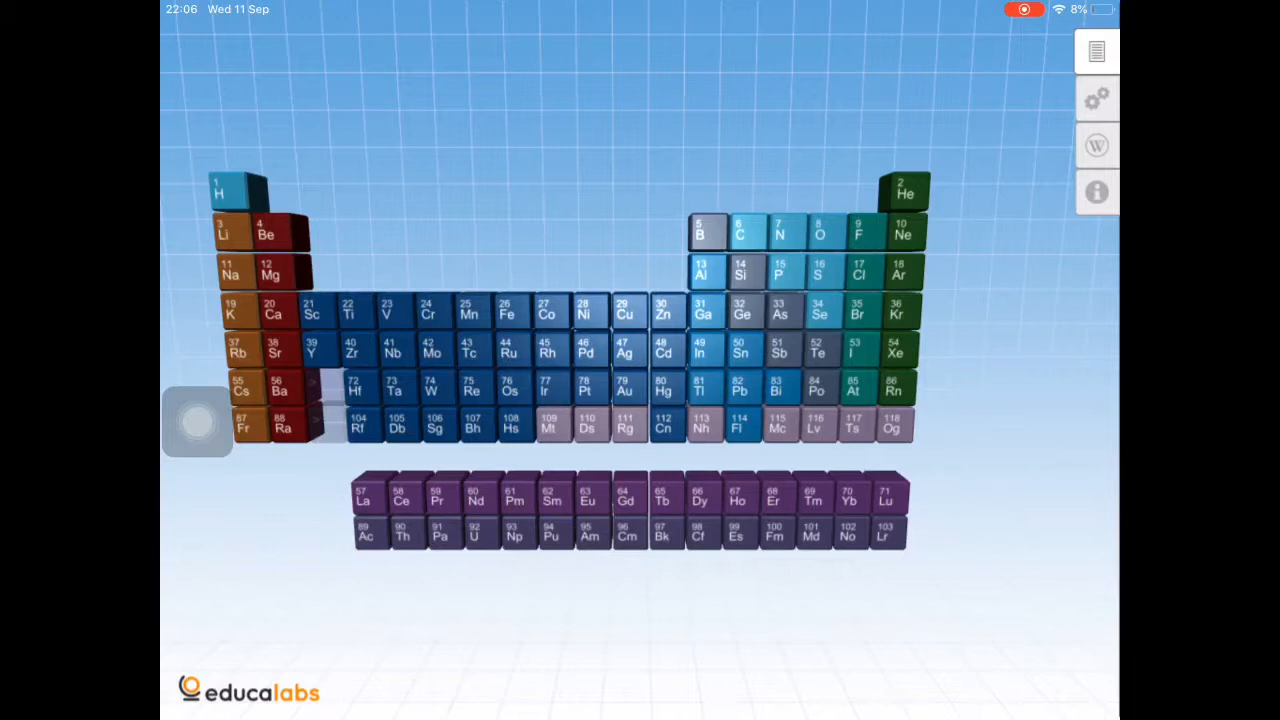 22:06 Wed 11 Sep 8%
W
i
1 H 2 He
3 Li 4 Be 5 B 6 C 7 N 8 O 9 F 10 Ne
11 Na 12 Mg 13 Al 14 Si 15 P 16 S 17 Cl 18 Ar
19 K 20 Ca 21 Sc 22 Ti 23 V 24 Cr 25 Mn 26 Fe 27 Co 28 Ni 29 Cu 30 Zn 31 Ga 32 Ge 33 As 34 Se 35 Br 36 Kr
37 Rb 38 Sr 39 Y 40 Zr 41 Nb 42 Mo 43 Tc 44 Ru 45 Rh 46 Pd 47 Ag 48 Cd 49 In 50 Sn 51 Sb 52 Te 53 I 54 Xe
55 Cs 56 Ba > 72 Hf 73 Ta 74 W 75 Re 76 Os 77 Ir 78 Pt 79 Au 80 Hg 81 Tl 82 Pb 83 Bi 84 Po 85 At 86 Rn
87 Fr 88 Ra > 104 Rf 105 Db 106 Sg 107 Bh 108 Hs 109 Mt 110 Ds 111 Rg 112 Cn 113 Nh 114 Fl 115 Mc 116 Lv 117 Ts 118 Og
57 La 58 Ce 59 Pr 60 Nd 61 Pm 62 Sm 63 Eu 64 Gd 65 Tb 66 Dy 67 Ho 68 Er 69 Tm 70 Yb 71 Lu
89 Ac 90 Th 91 Pa 92 U 93 Np 94 Pu 95 Am 96 Cm 97 Bk 98 Cf 99 Es 100 Fm 101 Md 102 No 103 Lr
educalabs